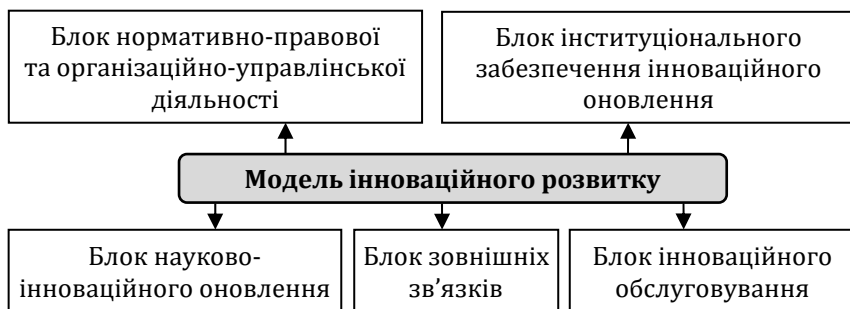 Блок нормативно-правової
та організаційно-управлінської
діяльності
Блок інституціонального
забезпечення інноваційного
оновлення
Модель інноваційного розвитку
Блок науково-
інноваційного оновлення
Блок зовнішніх
зв’язків
Блок інноваційного
обслуговування